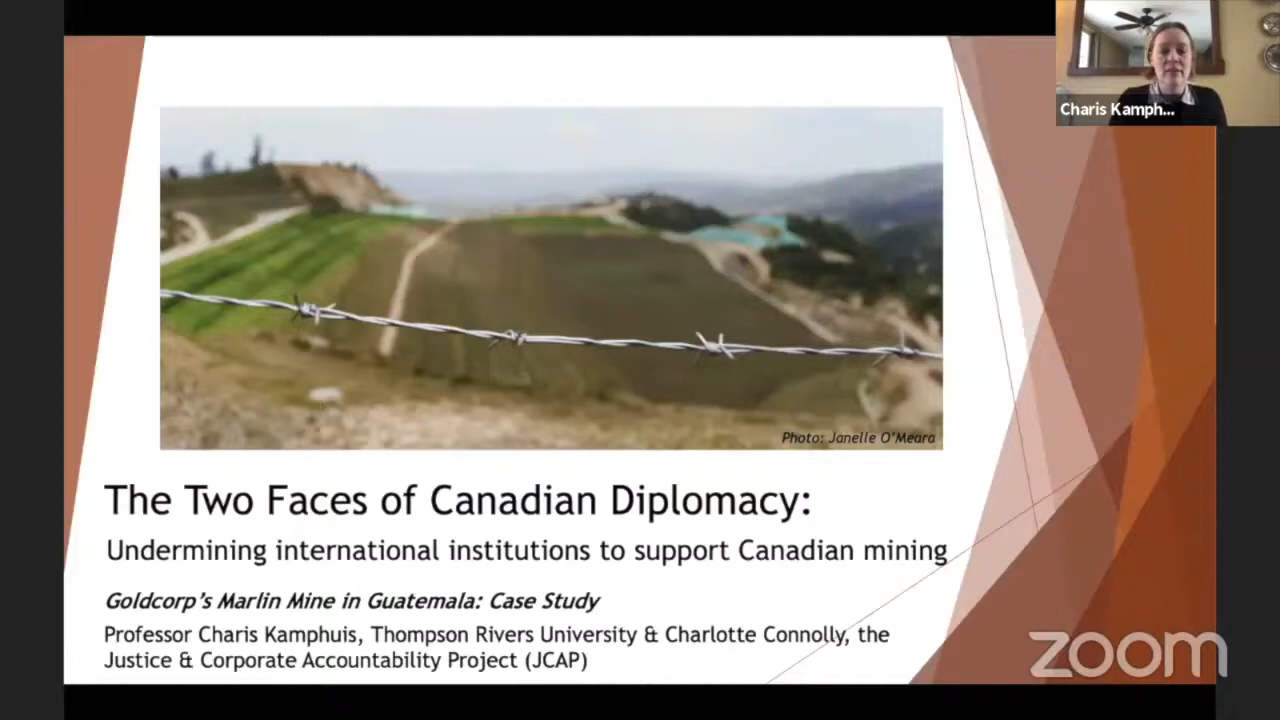 Charis Kamph...
Photo: Janelle O'Meara
The Two Faces of Canadian Diplomacy:
Undermining international institutions to support Canadian mining
Goldcorp's Marlin Mine in Guatemala: Case Study
Professor Charis Kamphuis, Thompson Rivers University & Charlotte Connolly, the
Justice & Corporate Accountability Project (JCAP)
zoom